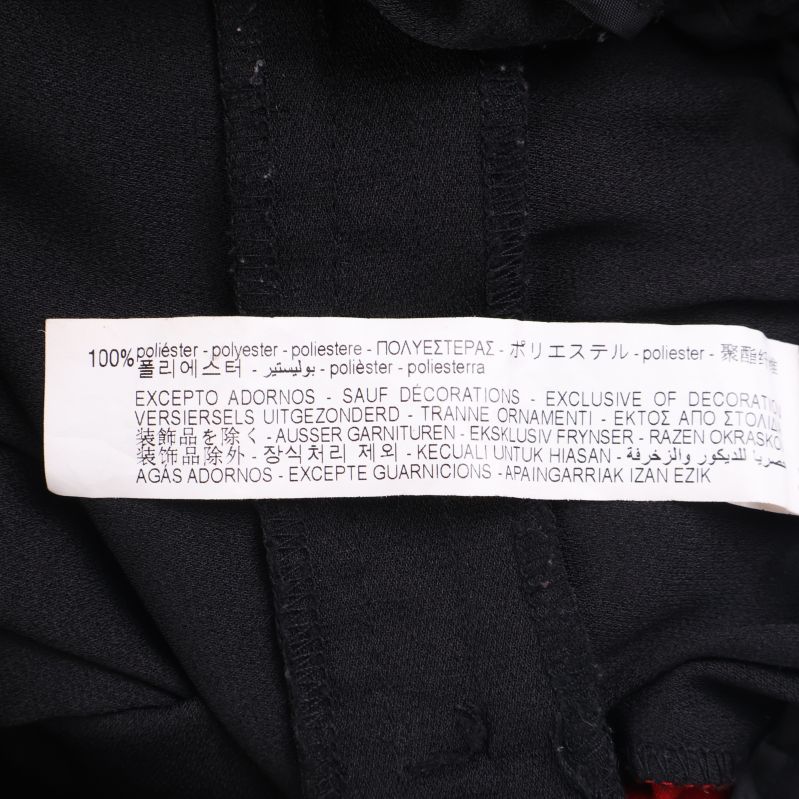 100% poliéster - polyester - poliestere - ΠΟΛΥΕΣΤΕΡΑΣ - ポリエステル - poliester - 聚酯纤维
폴리에스터 - بوليستير - polièster - poliesterra
EXCEPTO ADORNOS - SAUF DÉCORATIONS - EXCLUSIVE OF DECORATION
VERSIERSELS UITGEZONDERD - TRANNE ORNAMENTI - ΕΚΤΟΣ ΑΠΟ ΣΤΟΛΙΔΙ
装飾品を除く - AUSSER GARNITUREN - EKSKLUSIV FRYNSER - RAZEN OKRASKO
装饰品除外 - 장식처리 제외 - KECUALI UNTUK HIASAN - حصريا للديكور والزخرفة
AGÁS ADORNOS - EXCEPTE GUARNICIONS - APAINGARRIAK IZAN EZIK